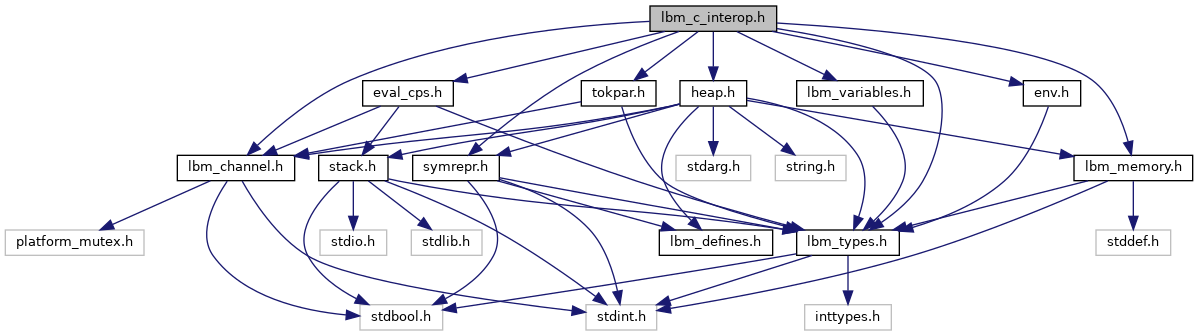 lbm_c_interop.h
eval_cps.h
tokpar.h
heap.h
lbm_variables.h
env.h
lbm_channel.h
stack.h
symrepr.h
stdarg.h
string.h
lbm_memory.h
platform_mutex.h
stdio.h
stdlib.h
lbm_defines.h
lbm_types.h
stddef.h
stdbool.h
stdint.h
inttypes.h